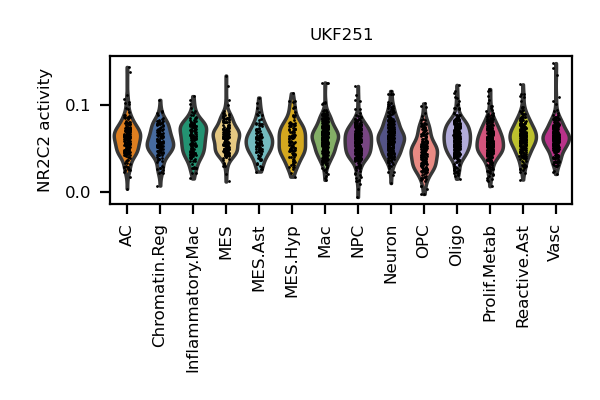 UKF251
NR2C2 activity
0.1
0.0
AC
Chromatin.Reg
Inflammatory.Mac
MES
MES.Ast
MES.Hyp
Mac
NPC
Neuron
OPC
Oligo
Prolif.Metab
Reactive.Ast
Vasc